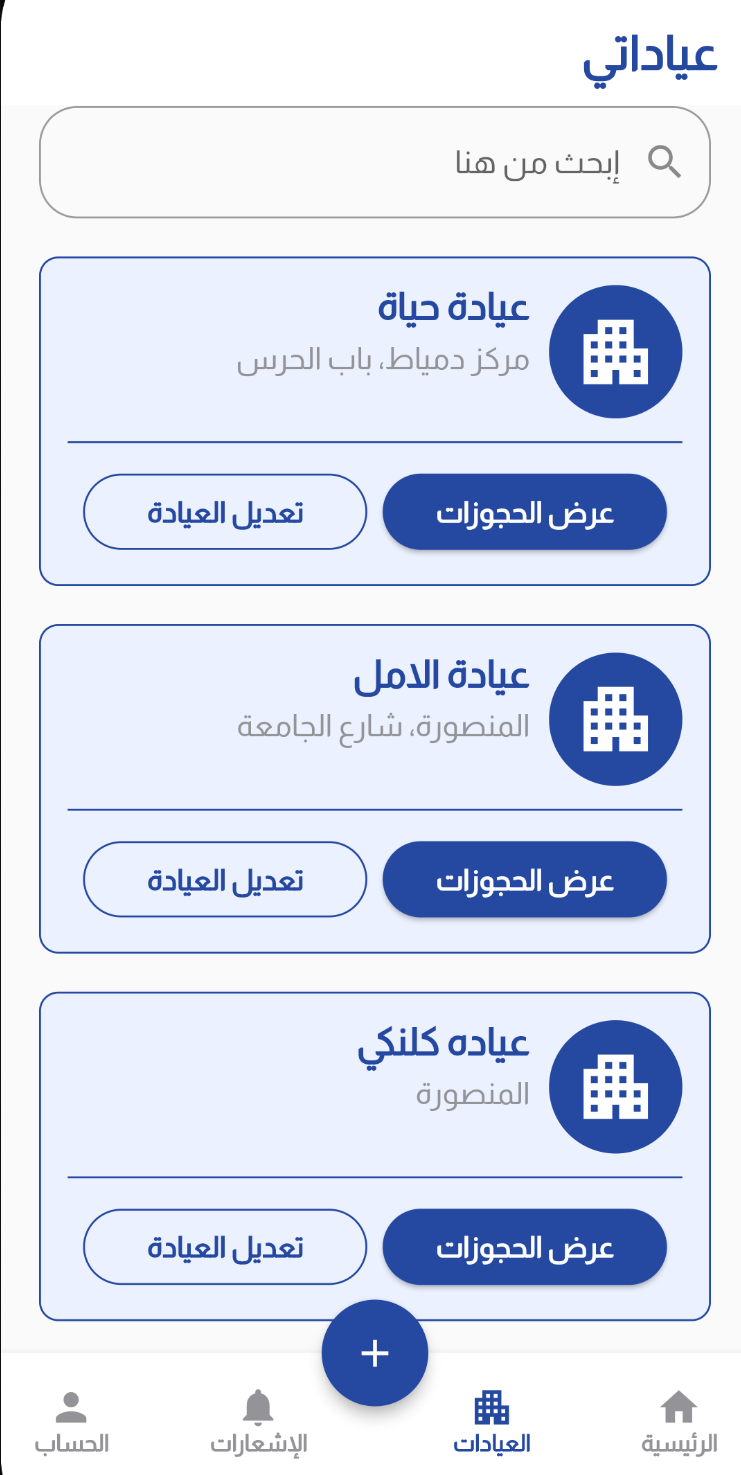 عياداتي
إبحث من هنا
عيادة حياة
مركز دمياط، باب الحرس
عرض الحجوزات
تعديل العيادة
عيادة الامل
المنصورة، شارع الجامعة
عرض الحجوزات
تعديل العيادة
عياده كلنكي
المنصورة
عرض الحجوزات
تعديل العيادة
+
الرئيسية
العيادات
الإشعارات
الحساب